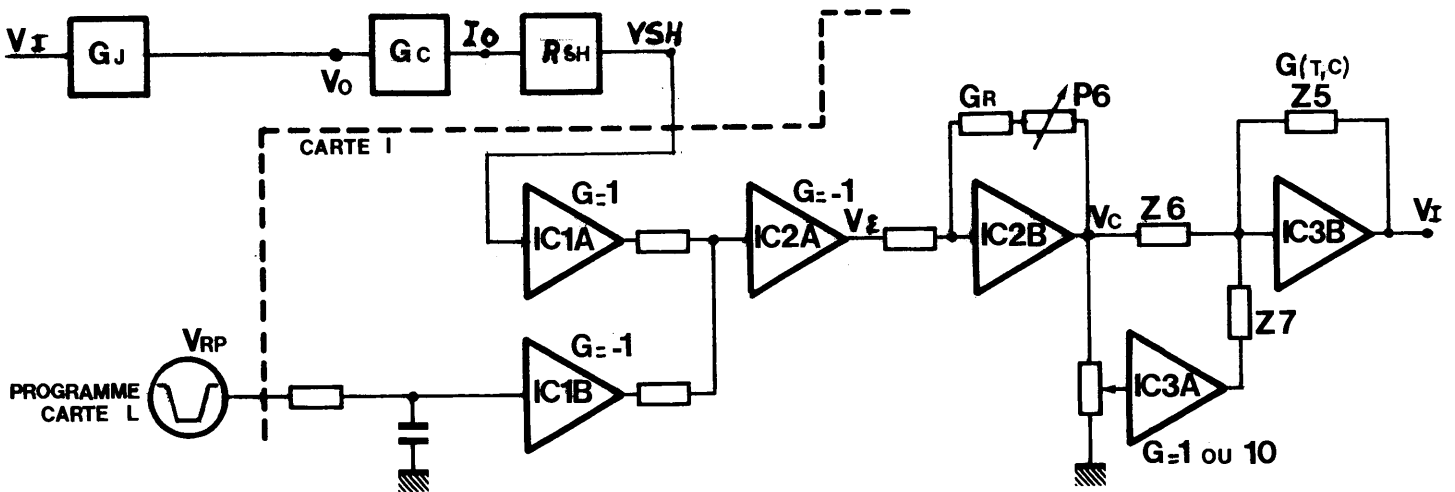 VI
GJ
VO
GC
IO
RSH
VSH
CARTE I
G=1
IC1A
G=-1
IC2A
VE
GR
P6
IC2B
VC
Z6
G(T,C)
Z5
IC3B
VI
Z7
VRP
PROGRAMME
CARTE L
G=-1
IC1B
IC3A
G=1 OU 10